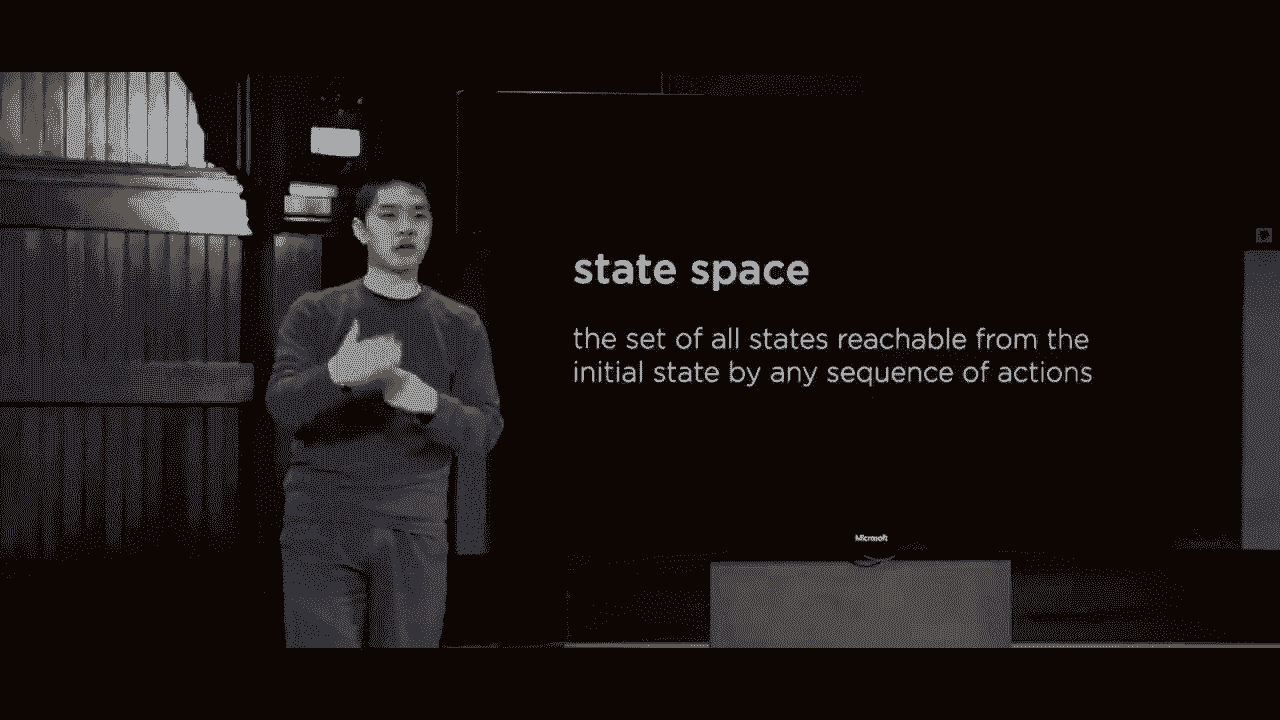 state space
the set of all states reachable from the
initial state by any sequence of actions
Microsoft